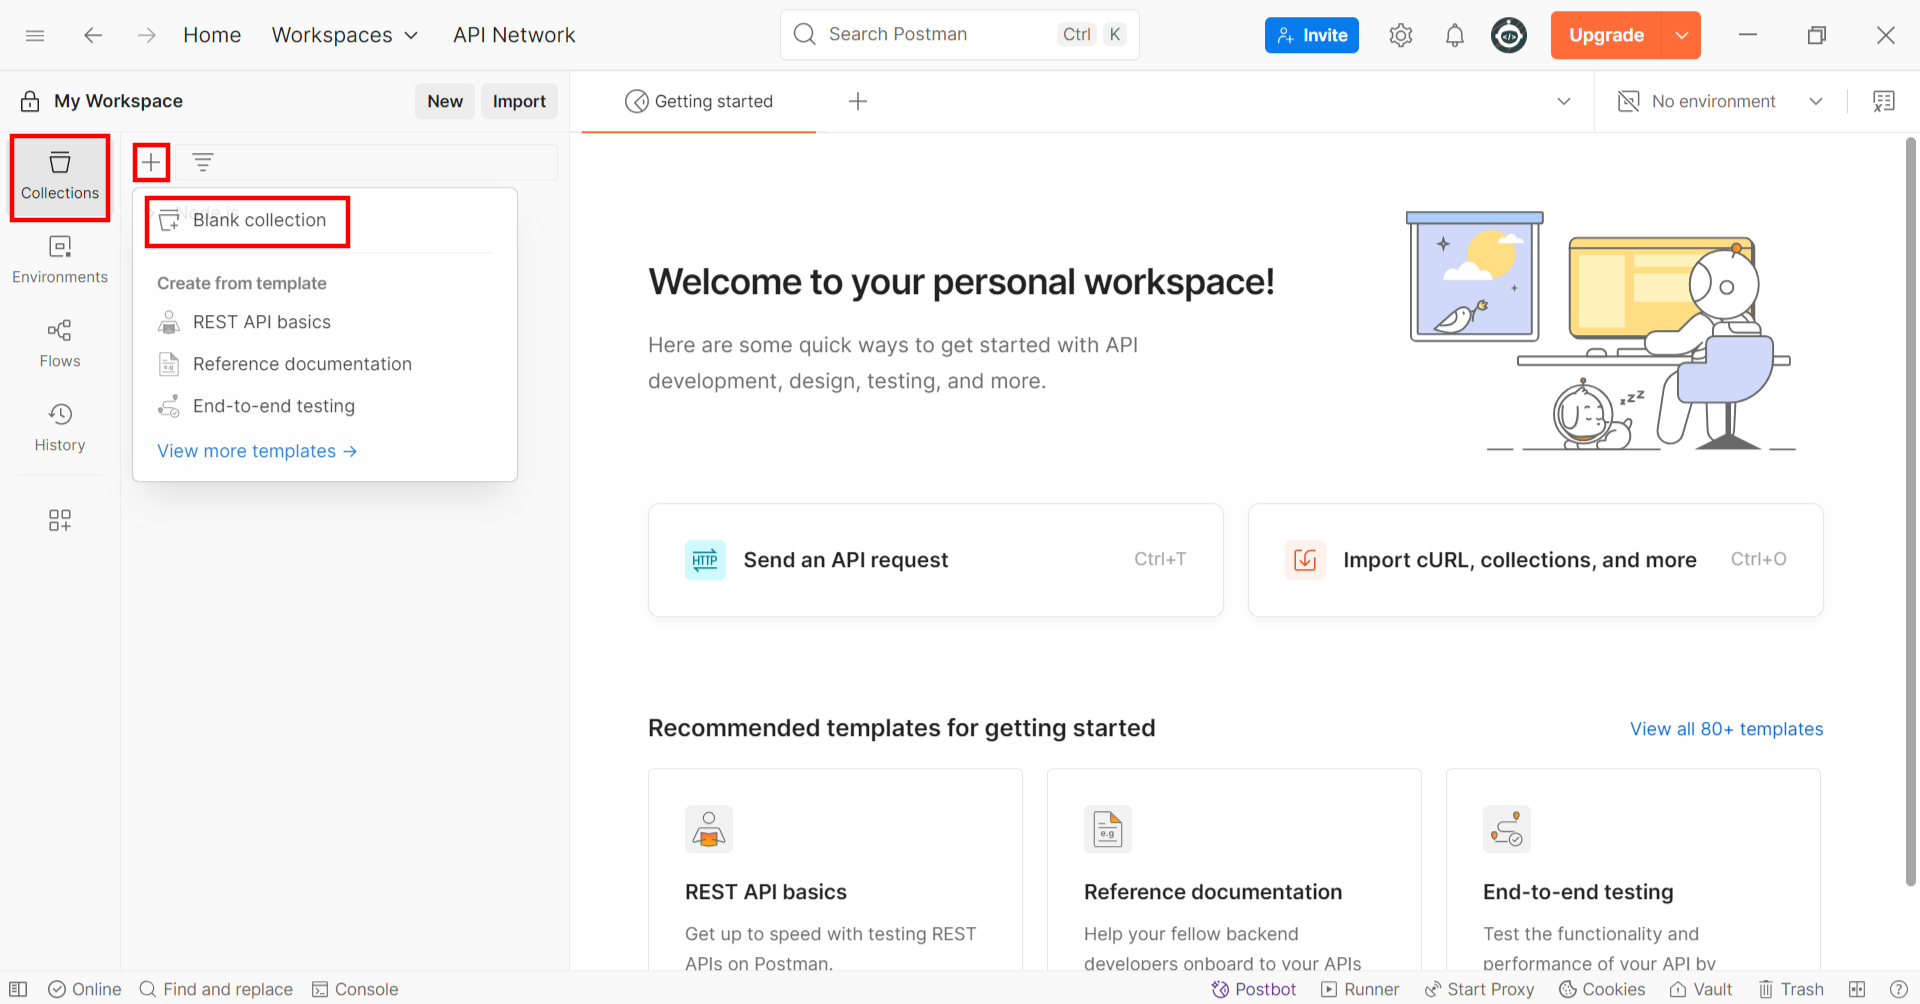 Home
Workspaces
API Network
Search Postman
Ctrl K
Invite
Upgrade
My Workspace
New
Import
Getting started
No environment
Collections
Environments
Flows
History
Blank collection
Create from template
REST API basics
Reference documentation
End-to-end testing
View more templates →
Welcome to your personal workspace!
Here are some quick ways to get started with API
development, design, testing, and more.
zzZ
HTTP
Send an API request
Ctrl+T
Import cURL, collections, and more
Ctrl+O
Recommended templates for getting started
View all 80+ templates
REST API basics
Get up to speed with testing REST
APIs on Postman.
e.g
Reference documentation
Help your fellow backend
developers onboard to your APIs
End-to-end testing
Test the functionality and
performance of your API by
Online
Find and replace
Console
Postbot
Runner
Start Proxy
Cookies
Vault
Trash